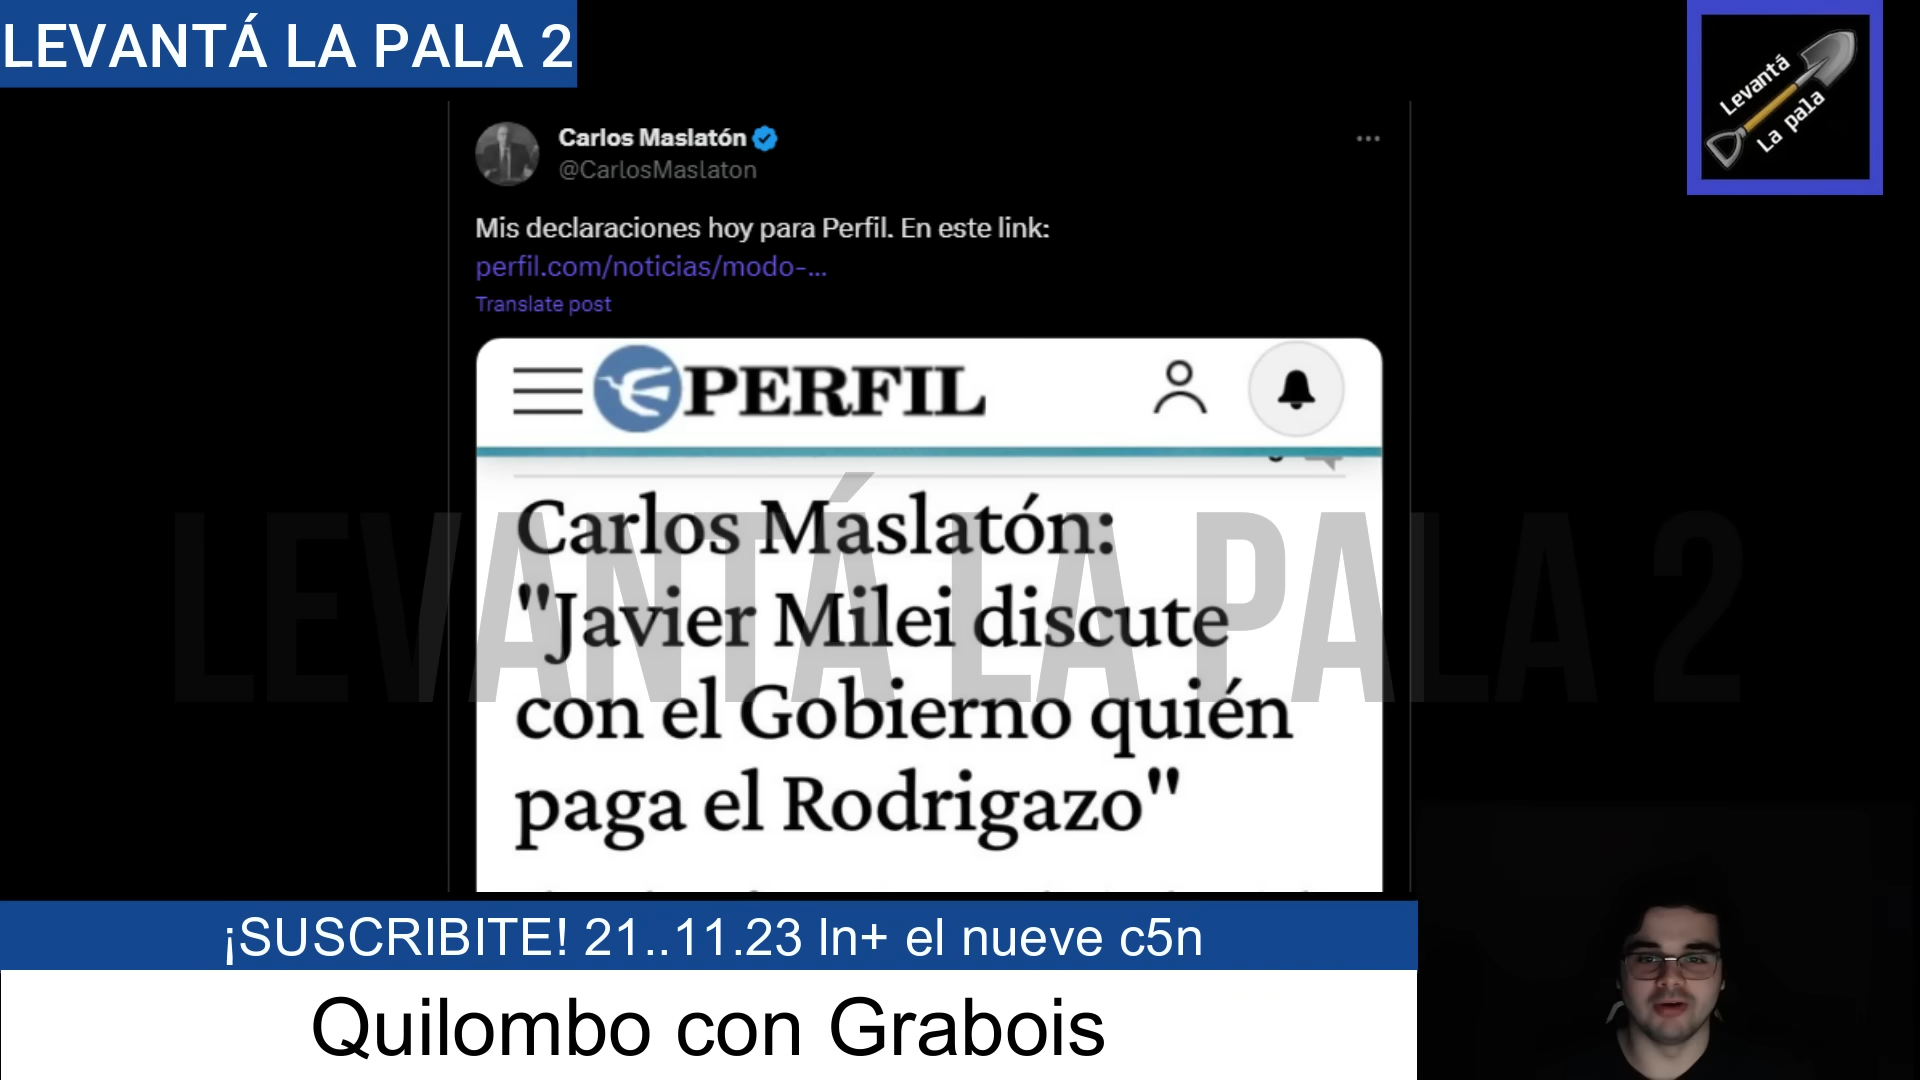 LEVANTÁ LA PALA 2
Levantá
La pala
Carlos Maslatón
@CarlosMaslaton
Mis declaraciones hoy para Perfil. En este link:
perfil.com/noticias/modo-...
Translate post
PERFIL
Carlos Maslatón:
"Javier Milei discute
con el Gobierno quién
paga el Rodrigazo"
LEVANTÁ LA PALA 2
¡SUSCRIBITE! 21..11.23 ln+ el nueve c5n
Quilombo con Grabois